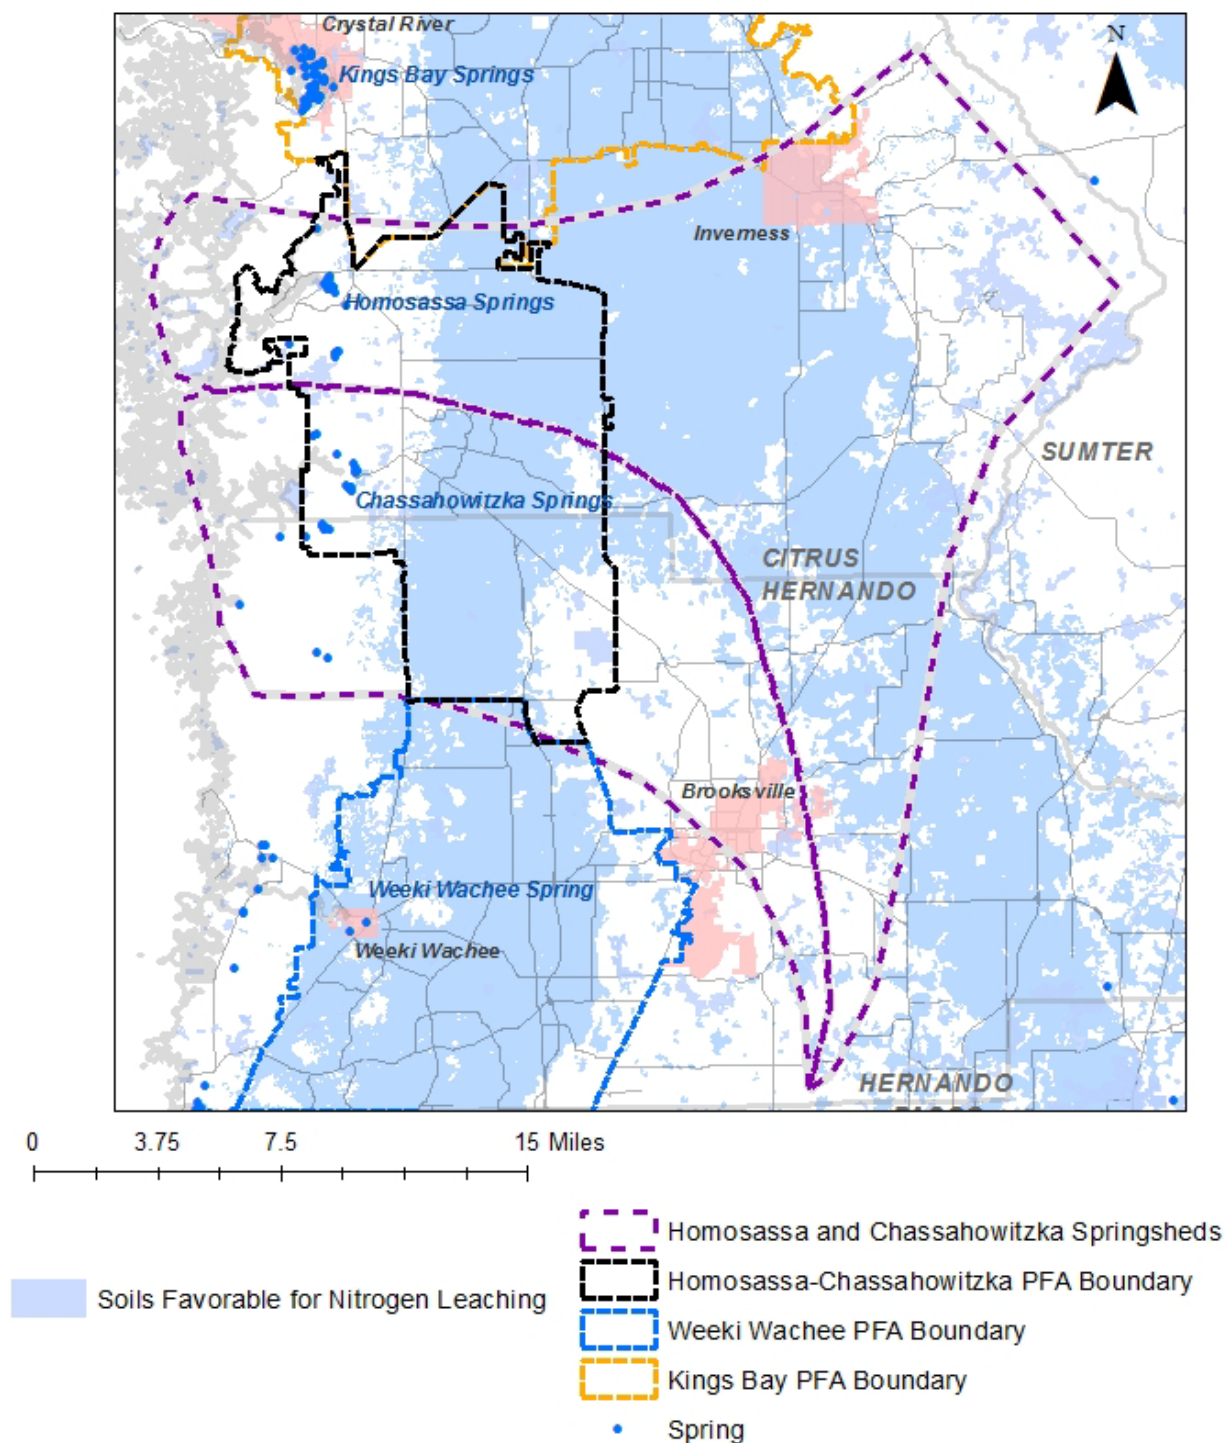 Crystal River
N
Kings Bay Springs
Inverness
Homosassa Springs
SUMTER
Chassahowitzka Springs
CITRUS
HERNANDO
Brooksville
Weeki Wachee Spring
Weeki Wachee
HERNANDO
0 3.75 7.5 15 Miles
Homosassa and Chassahowitzka Springsheds
Homosassa-Chassahowitzka PFA Boundary
Soils Favorable for Nitrogen Leaching
Weeki Wachee PFA Boundary
Kings Bay PFA Boundary
Spring